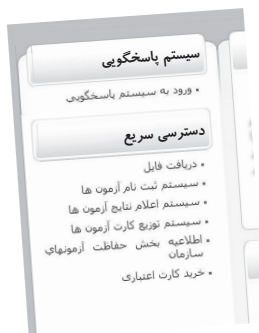 سیستم پاسخگویی
• ورود به سیستم پاسخگویی
دسترسی سریع
• دریافت فایل
• سیستم ثبت نام آزمون ها
• سیستم اعلام نتایج آزمون ها
• سیستم توزیع کارت آزمون ها
• اطلاعیه بخش حفاظت آزمونهای
سازمان
• خرید کارت اعتباری